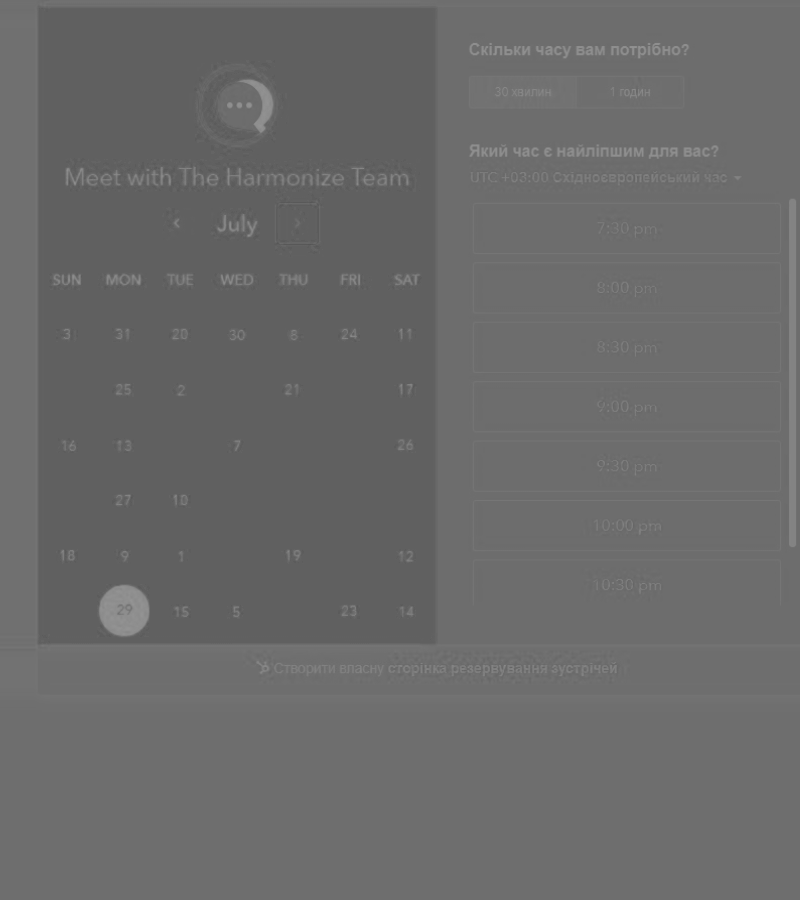 Meet with The Harmonize Team
July
SUN MON TUE WED THU FRI SAT
3 31 20 30 8 24 11
25 2 21 17
16 13 7 26
27 10
18 9 1 19 12
29 15 5 23 14
Скільки часу вам потрібно?
30 хвилин 1 годин
Який час є найліпшим для вас?
UTC +03:00 Східноєвропейський час
7:30 pm
8:00 pm
8:30 pm
9:00 pm
9:30 pm
10:00 pm
10:30 pm
Створити власну сторінка резервування зустрічей